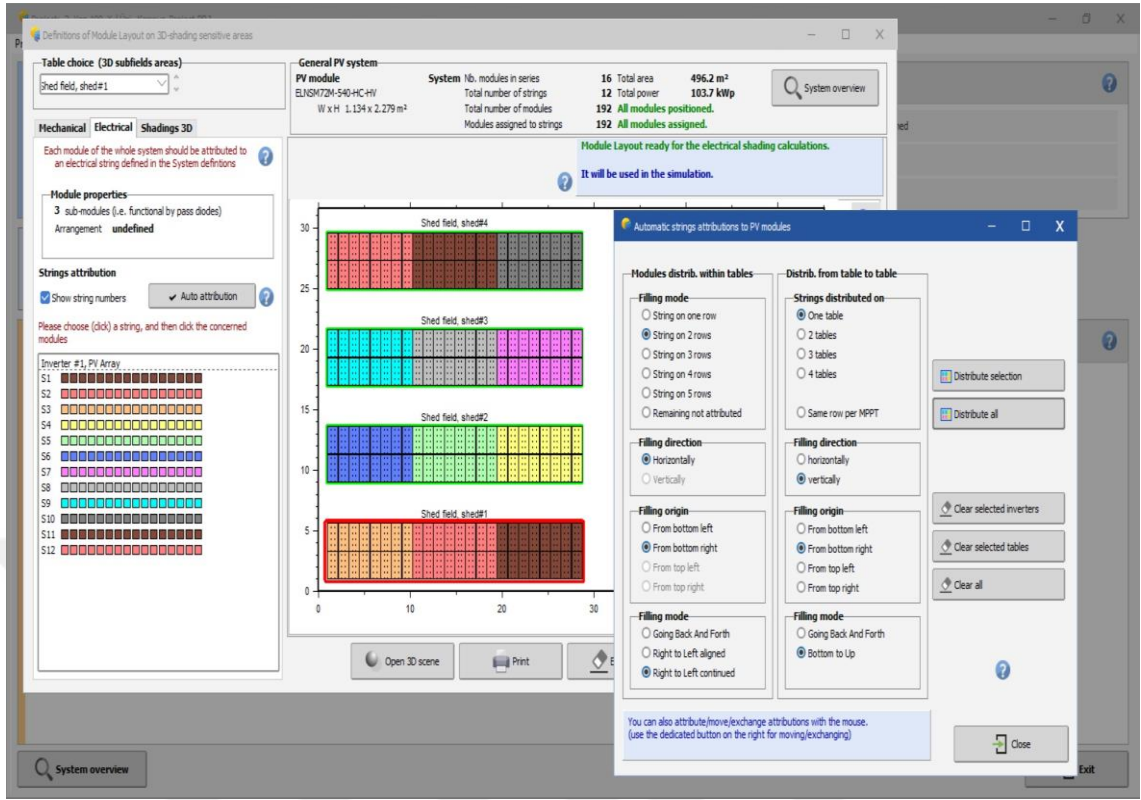 Definitions of Module Layout on 3D-shading sensitive areas
Table choice (3D subfields areas)
Shed field, shed#1
General PV system
PV module
ELNSM72M-540-HC-HV
W x H 1.134 x 2.279 m²
System Nb. modules in series 16 Total area 496.2 m²
Total number of strings 12 Total power 103.7 kWp
Total number of modules 192 All modules positioned.
Modules assigned to strings 192 All modules assigned.
System overview
Mechanical Electrical Shadings 3D
Each module of the whole system should be attributed to
an electrical string defined in the System defintions
Module properties
3 sub-modules (i.e. functional by pass diodes)
Arrangement undefined
Strings attribution
Show string numbers
Auto attribution
Please choose (click) a string, and then click the concerned
modules
Inverter #1, PV Array
S1
S2
S3
S4
S5
S6
S7
S8
S9
S10
S11
S12
Module Layout ready for the electrical shading calculations.
It will be used in the simulation.
30
25
20
15
10
5
0
Shed field, shed#4
Shed field, shed#3
Shed field, shed#2
Shed field, shed#1
0 10 20 30
Open 3D scene
Print
Automatic strings attributions to PV modules
Modules distrib. within tables
Filling mode
String on one row
String on 2 rows
String on 3 rows
String on 4 rows
String on 5 rows
Remaining not attributed
Filling direction
Horizontally
Vertically
Filling origin
From bottom left
From bottom right
From top left
From top right
Filling mode
Going Back And Forth
Right to Left aligned
Right to Left continued
Distrib. from table to table
Strings distributed on
One table
2 tables
3 tables
4 tables
Same row per MPPT
Filling direction
horizontally
vertically
Filling origin
From bottom left
From bottom right
From top left
From top right
Filling mode
Going Back And Forth
Bottom to Up
Distribute selection
Distribute all
Clear selected inverters
Clear selected tables
Clear all
You can also attribute/move/exchange attributions with the mouse.
(use the dedicated button on the right for moving/exchanging)
Close
System overview
Exit